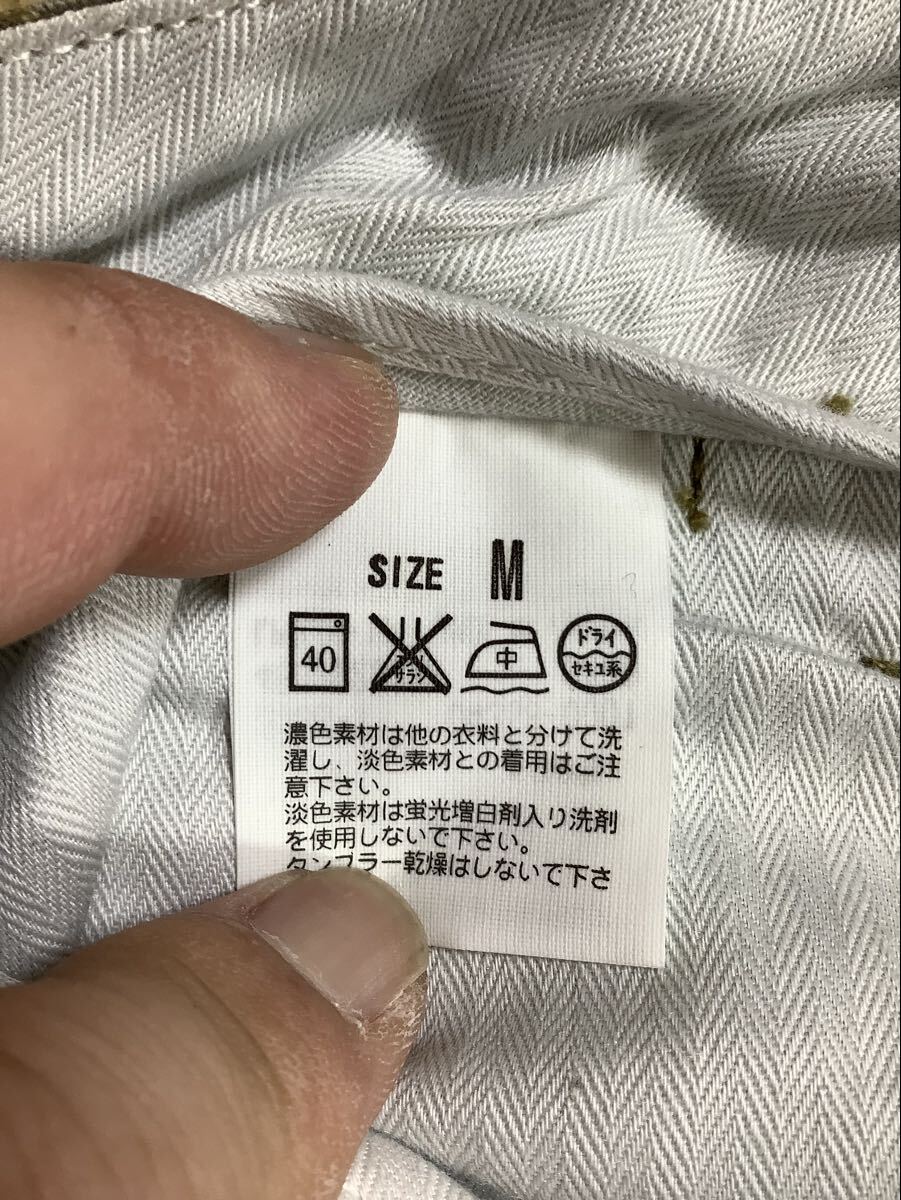 SIZE M
40 エンソ サラシ 中 ドライ セキユ系
濃色素材は他の衣料と分けて洗
濯し、淡色素材との着用はご注
意下さい。
淡色素材は蛍光増白剤入り洗剤
を使用しないで下さい。
タンブラー乾燥はしないで下さ